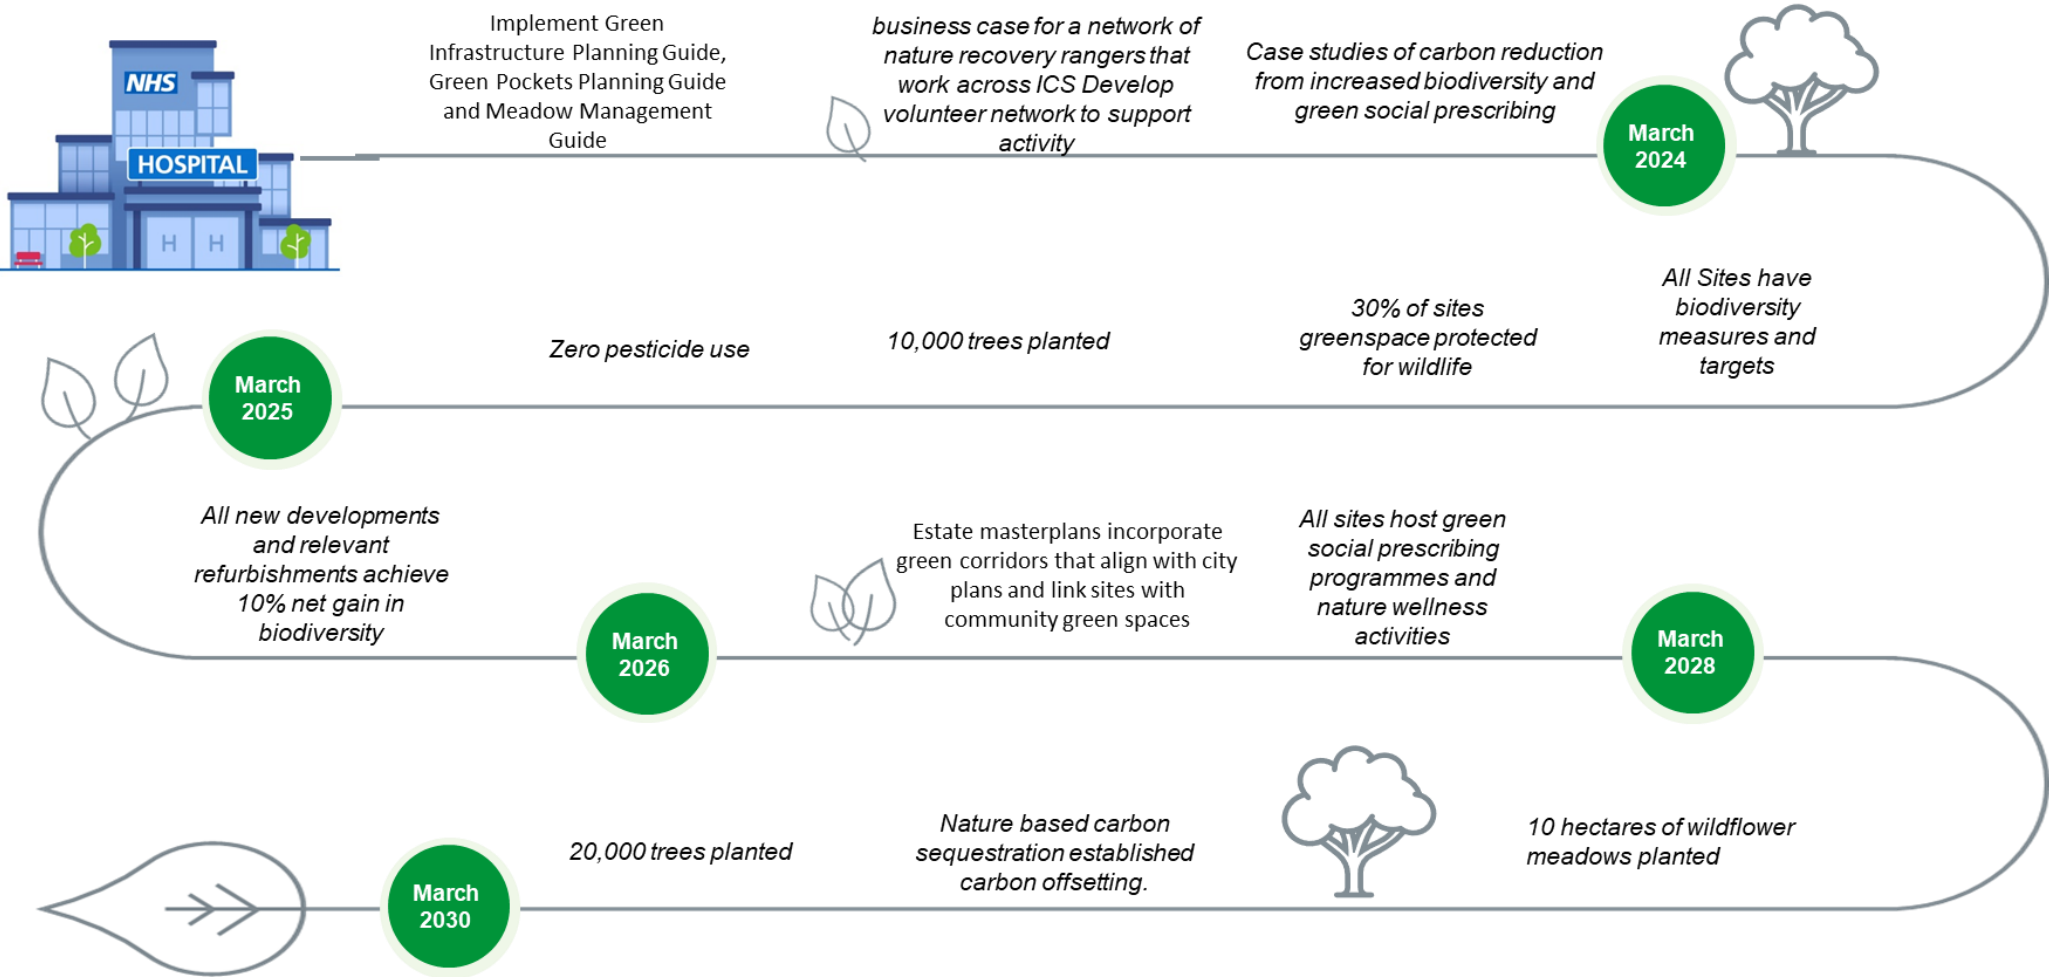 NHS
HOSPITAL
H H
Implement Green
Infrastructure Planning Guide,
Green Pockets Planning Guide
and Meadow Management
Guide
business case for a network of
nature recovery rangers that
work across ICS Develop
volunteer network to support
activity
Case studies of carbon reduction
from increased biodiversity and
green social prescribing
March
2024
All Sites have
biodiversity
measures and
targets
30% of sites
greenspace protected
for wildlife
10,000 trees planted
Zero pesticide use
March
2025
All new developments
and relevant
refurbishments achieve
10% net gain in
biodiversity
March
2026
Estate masterplans incorporate
green corridors that align with city
plans and link sites with
community green spaces
All sites host green
social prescribing
programmes and
nature wellness
activities
March
2028
10 hectares of wildflower
meadows planted
Nature based carbon
sequestration established
carbon offsetting.
20,000 trees planted
March
2030